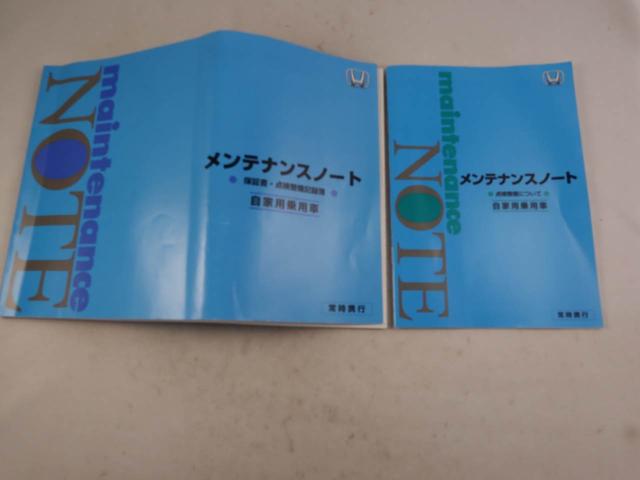 maintenance
NOTE
メンテナンスノート
保証書・点検整備記録簿
自家用乗用車
常時携行
maintenance
NOTE
メンテナンスノート
点検整備について
自家用乗用車
常時携行